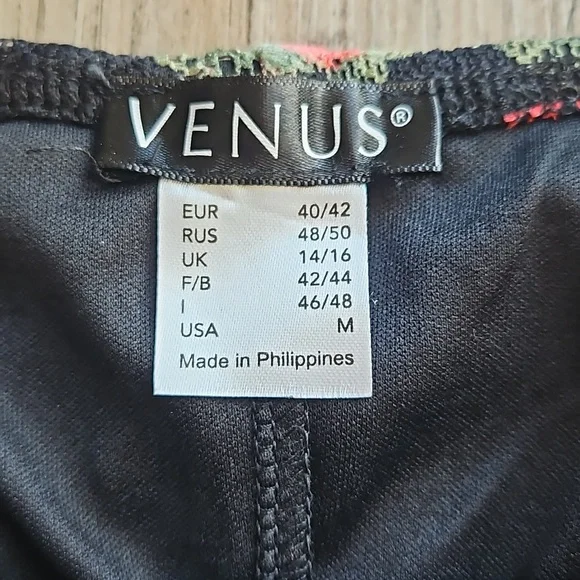 VENUS®
EUR 40/42
RUS 48/50
UK 14/16
F/B 42/44
I 46/48
USA M
Made in Philippines